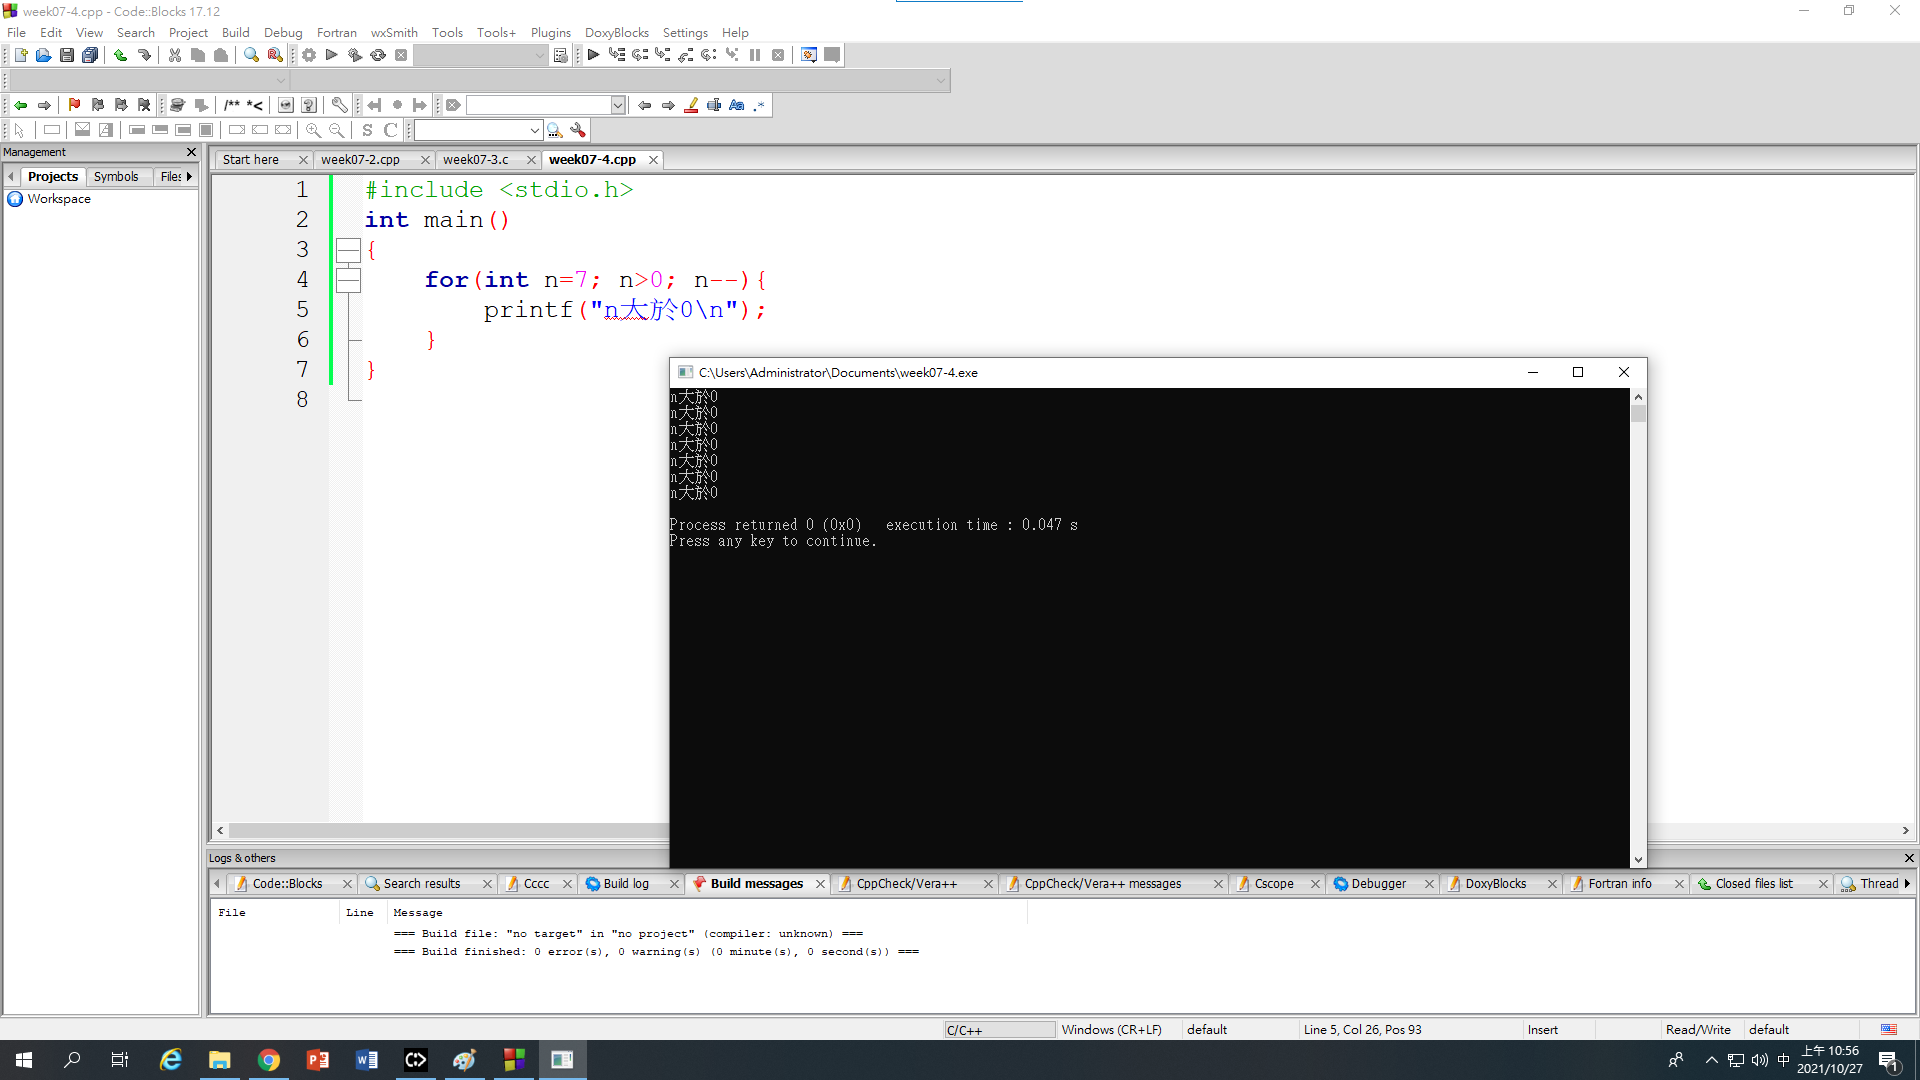 week07-4.cpp - Code::Blocks 17.12
File Edit View Search Project Build Debug Fortran wxSmith Tools Tools+ Plugins DoxyBlocks Settings Help
/** *<
Aa .*
S C
Management
Projects Symbols Files
Workspace
Start here week07-2.cpp week07-3.c week07-4.cpp
1 #include <stdio.h>
2 int main()
3 {
4 for(int n=7; n>0; n--){
5 printf("n大於0\n");
6 }
7 }
8
C:\Users\Administrator\Documents\week07-4.exe
n大於0
n大於0
n大於0
n大於0
n大於0
n大於0
n大於0
Process returned 0 (0x0) execution time : 0.047 s
Press any key to continue.
Logs & others
Code::Blocks Search results Cccc Build log Build messages CppCheck/Vera++ CppCheck/Vera++ messages Cscope Debugger DoxyBlocks Fortran info Closed files list Thread
File Line Message
=== Build file: "no target" in "no project" (compiler: unknown) ===
=== Build finished: 0 error(s), 0 warning(s) (0 minute(s), 0 second(s)) ===
C/C++ Windows (CR+LF) default Line 5, Col 26, Pos 93 Insert Read/Write default
中 上午 10:56
2021/10/27
1